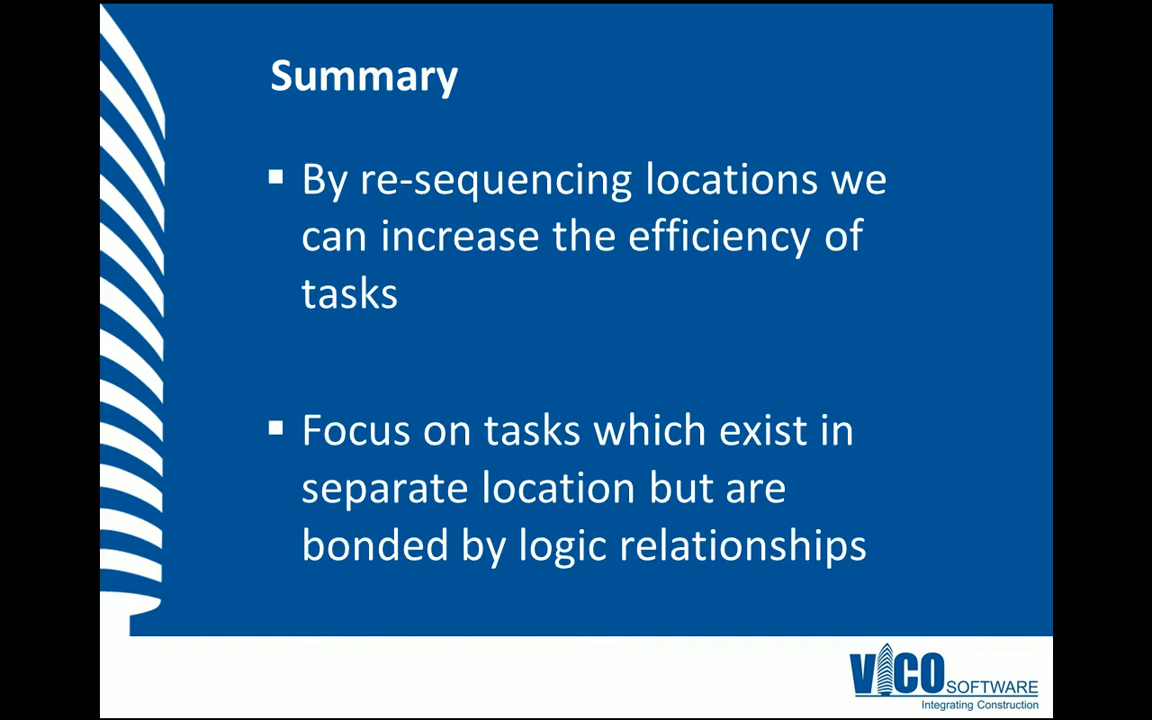 Summary
▪ By re-sequencing locations we
can increase the efficiency of
tasks
▪ Focus on tasks which exist in
separate location but are
bonded by logic relationships
VICO SOFTWARE
Integrating Construction